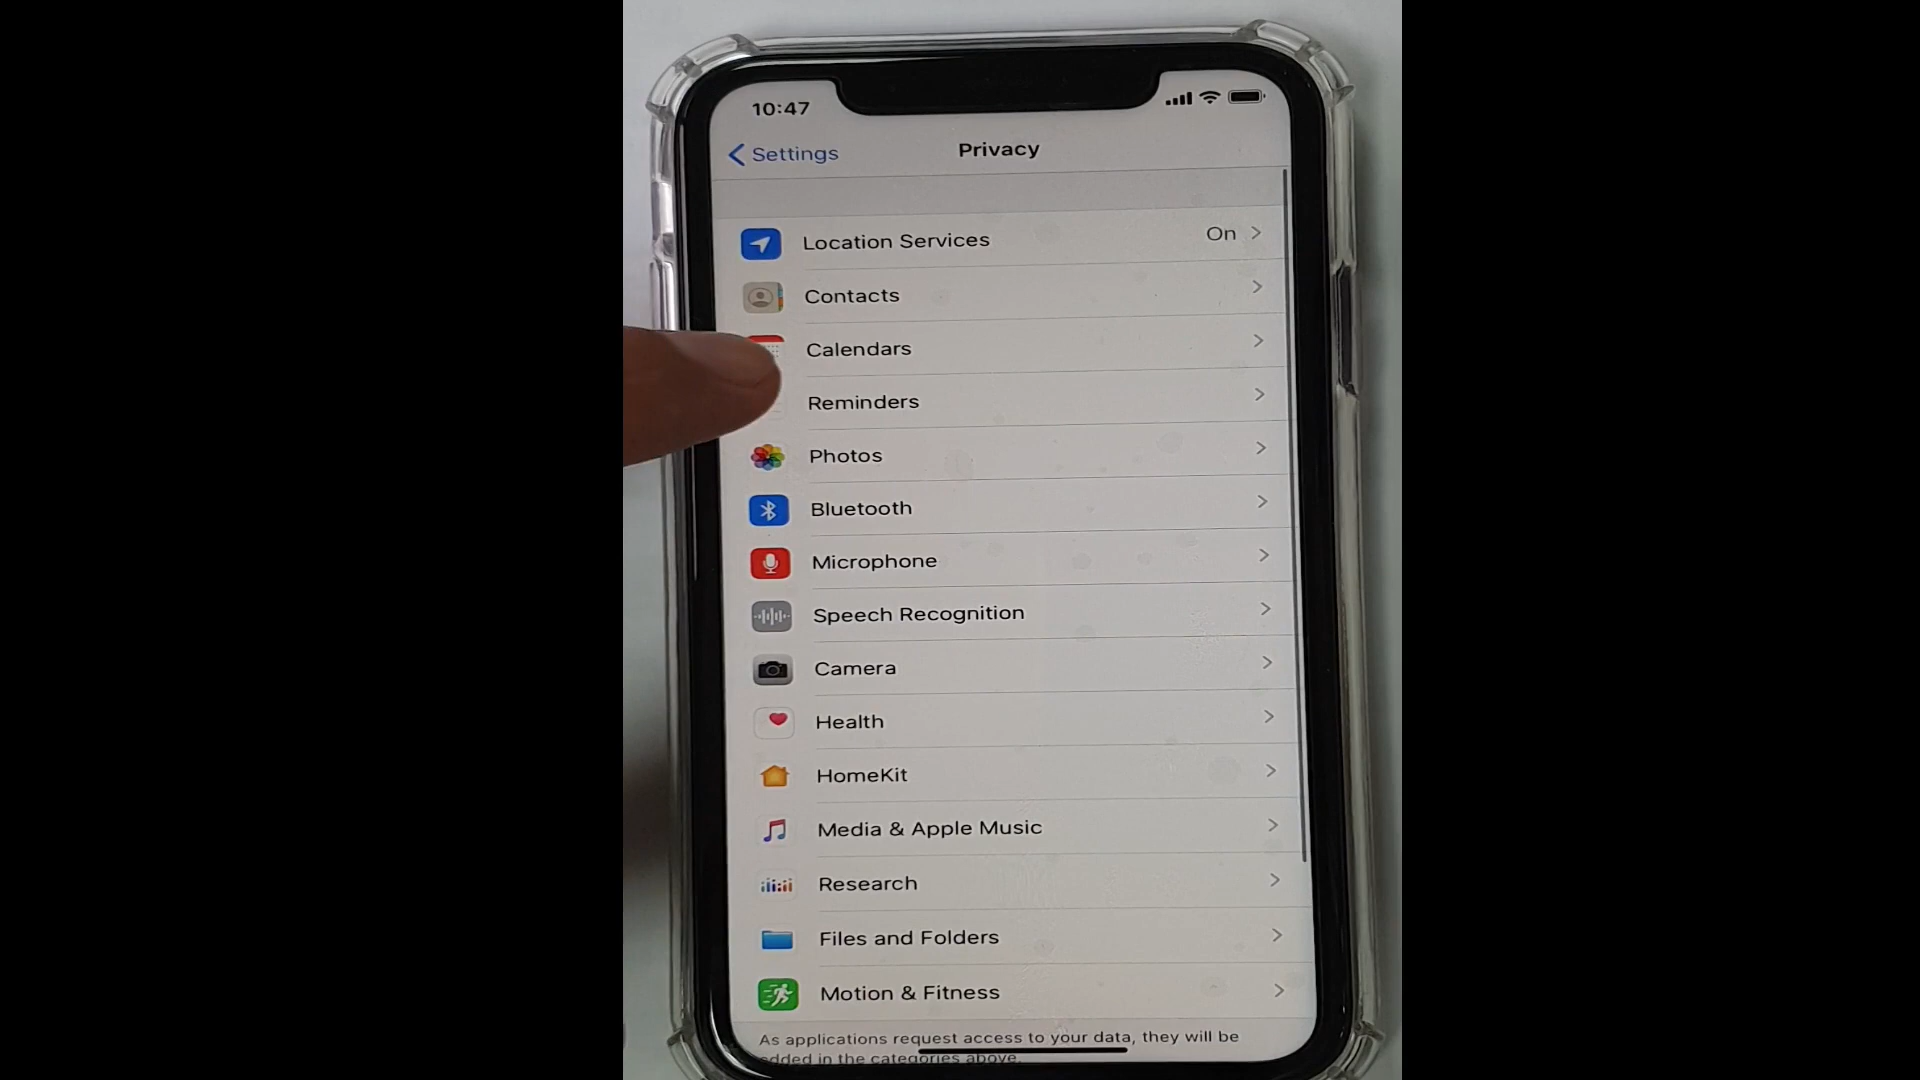 10:47
Settings
Privacy
Location Services On
Contacts
Calendars
Reminders
Photos
Bluetooth
Microphone
Speech Recognition
Camera
Health
HomeKit
Media & Apple Music
Research
Files and Folders
Motion & Fitness
As applications request access to your data, they will be
added in the categories above.